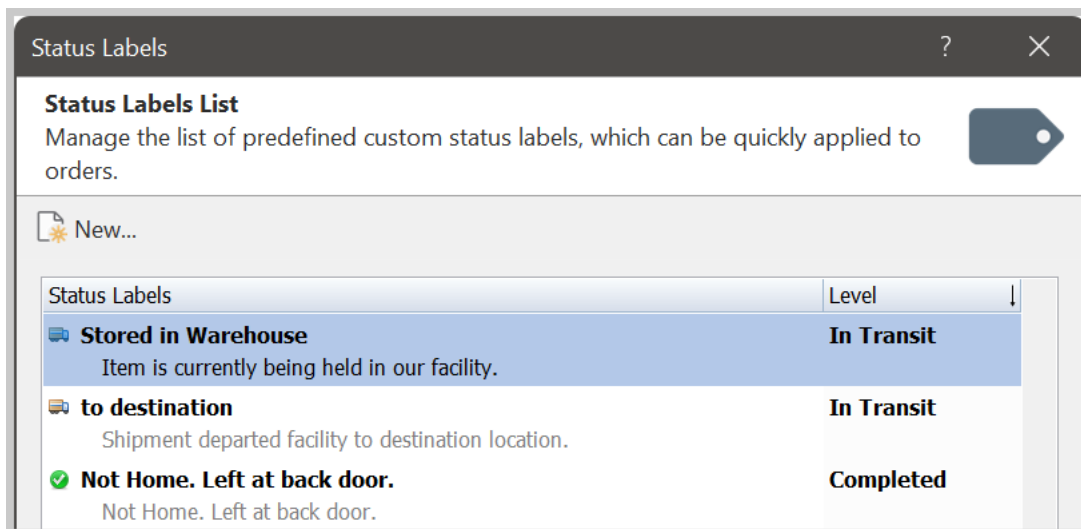 Status Labels ?
Status Labels List
Manage the list of predefined custom status labels, which can be quickly applied to
orders.
New...
Status Labels Level
Stored in Warehouse In Transit
Item is currently being held in our facility.
to destination In Transit
Shipment departed facility to destination location.
Not Home. Left at back door. Completed
Not Home. Left at back door.